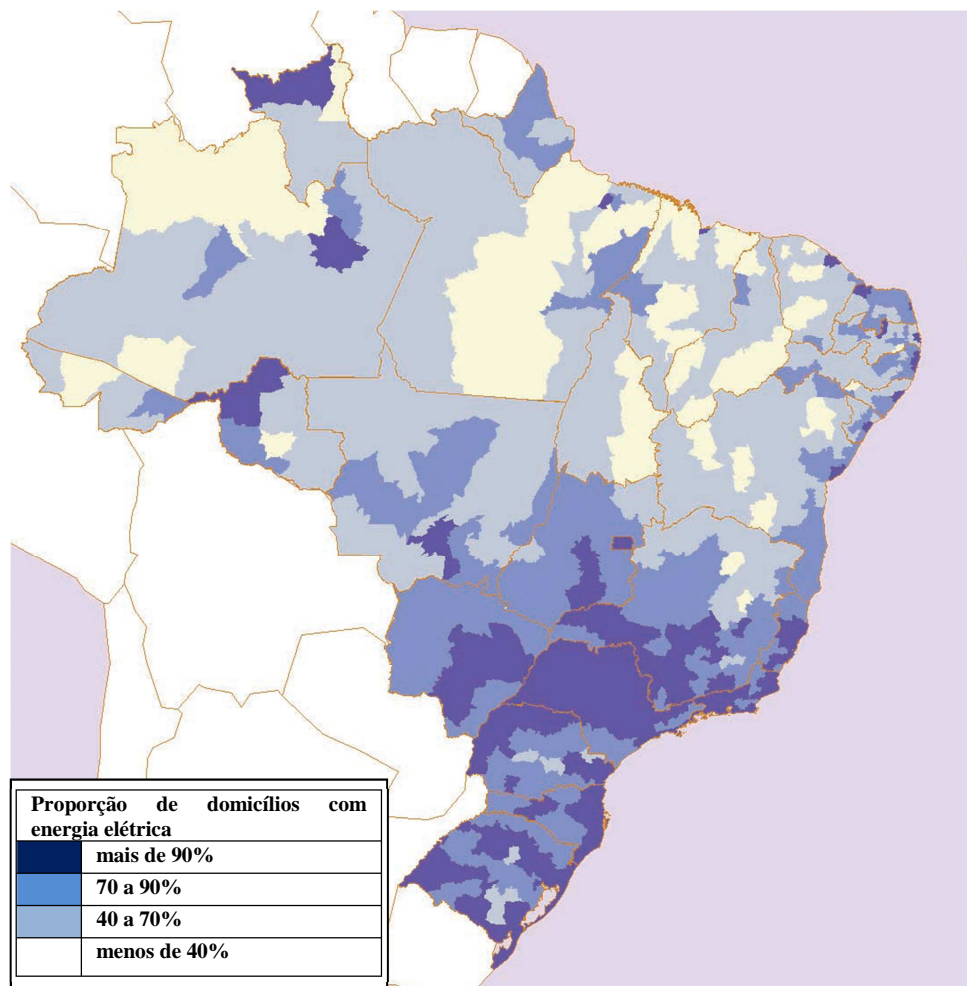 Proporção de domicílios com
energia elétrica
mais de 90%
70 a 90%
40 a 70%
menos de 40%